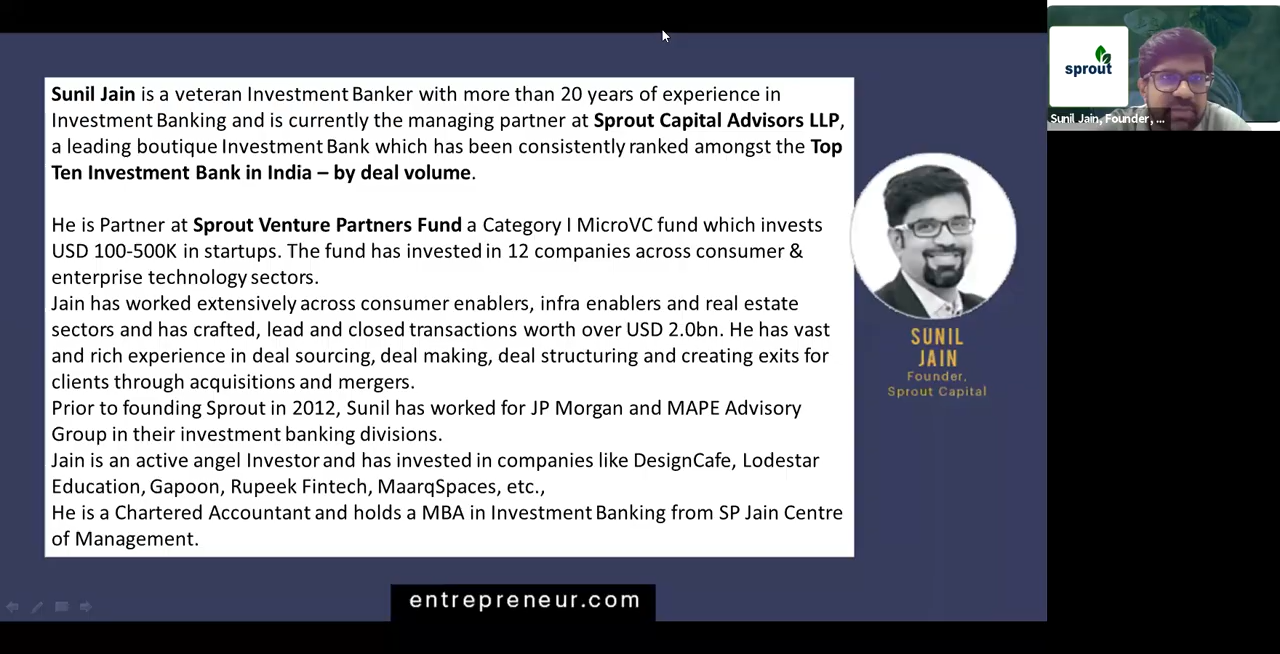 Sunil Jain is a veteran Investment Banker with more than 20 years of experience in
Investment Banking and is currently the managing partner at Sprout Capital Advisors LLP,
a leading boutique Investment Bank which has been consistently ranked amongst the Top
Ten Investment Bank in India – by deal volume.
He is Partner at Sprout Venture Partners Fund a Category I MicroVC fund which invests
USD 100-500K in startups. The fund has invested in 12 companies across consumer &
enterprise technology sectors.
Jain has worked extensively across consumer enablers, infra enablers and real estate
sectors and has crafted, lead and closed transactions worth over USD 2.0bn. He has vast
and rich experience in deal sourcing, deal making, deal structuring and creating exits for
clients through acquisitions and mergers.
Prior to founding Sprout in 2012, Sunil has worked for JP Morgan and MAPE Advisory
Group in their investment banking divisions.
Jain is an active angel Investor and has invested in companies like DesignCafe, Lodestar
Education, Gapoon, Rupeek Fintech, MaarqSpaces, etc.,
He is a Chartered Accountant and holds a MBA in Investment Banking from SP Jain Centre
of Management.
SUNIL
JAIN
Founder,
Sprout Capital
entrepreneur.com
sprout
Sunil Jain, Founder, ...